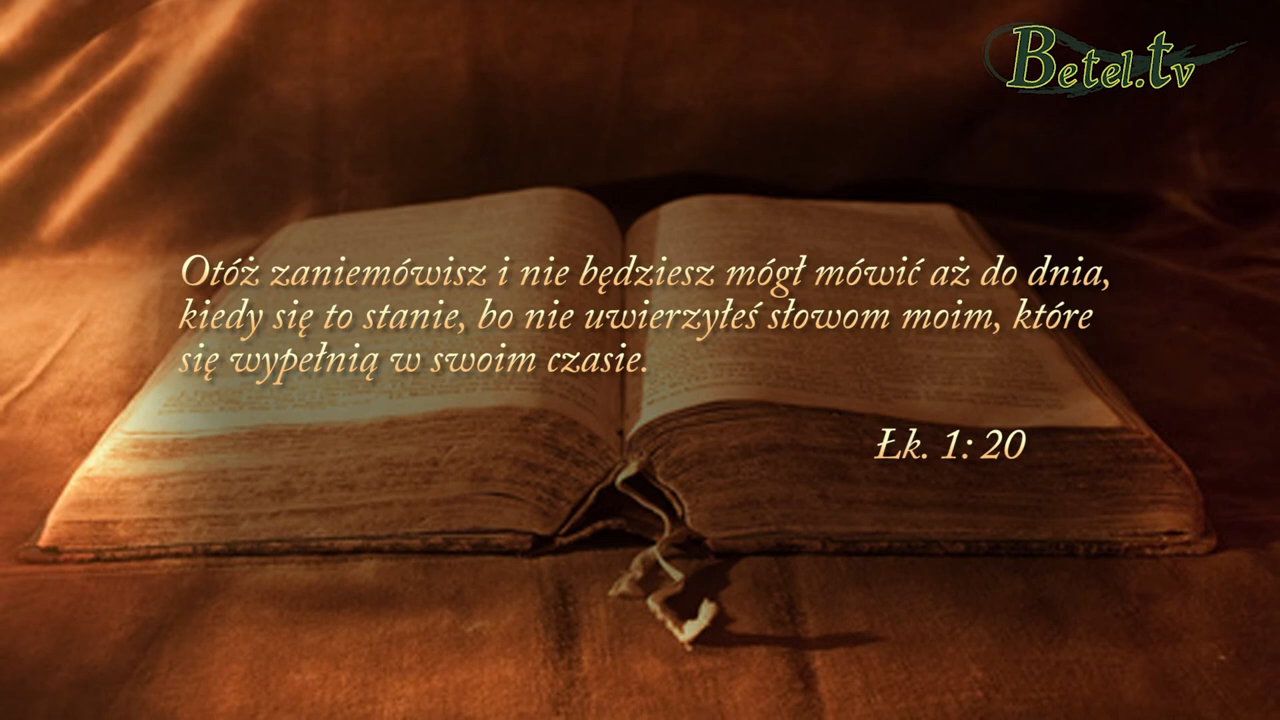 Betel.tv
Otóż zaniemówisz i nie będziesz mógł mówić aż do dnia,
kiedy się to stanie, bo nie uwierzyłeś słowom moim, które
się wypełnią w swoim czasie.
Łk. 1: 20